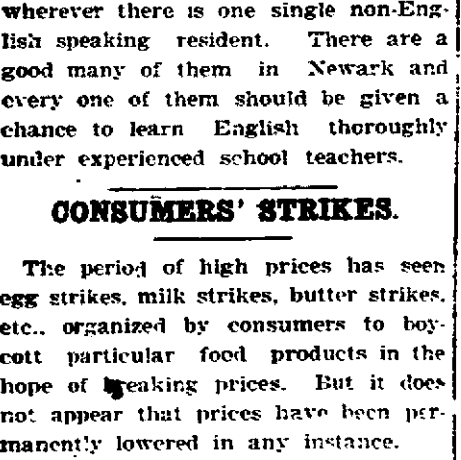 wherever there is one single non-Eng-
lish speaking resident. There are a
good many of them in Newark and
every one of them should be given a
chance to learn English thoroughly
under experienced school teachers.
CONSUMERS' STRIKES.
The period of high prices has seen
egg strikes, milk strikes, butter strikes,
etc., organized by consumers to boy-
cott particular food products in the
hope of breaking prices. But it does
not appear that prices have been per-
manently lowered in any instance.